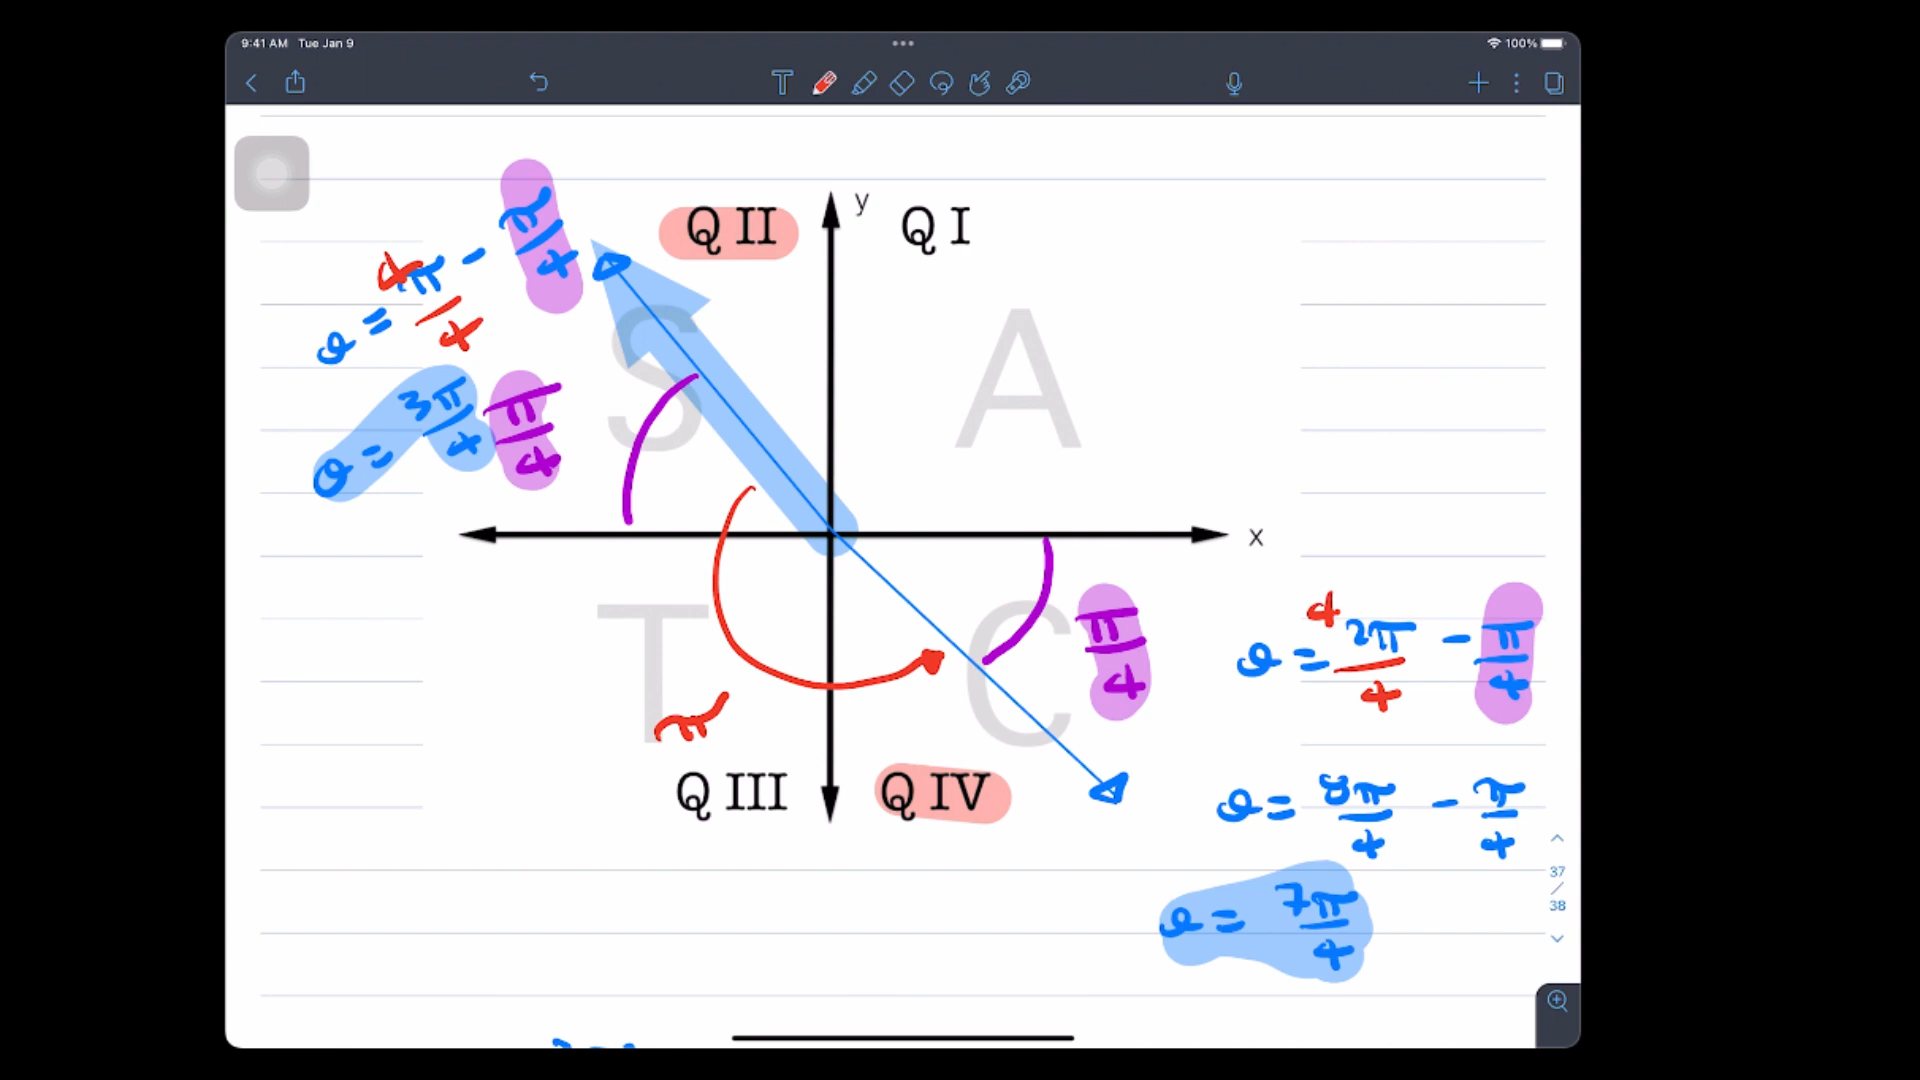 9:41 AM Tue Jan 9
100%
T
y
Q II
Q I
θ = 4π/4 - π/4
θ = 3π/4
π/4
S
A
x
T
C
π
π/4
θ = 4 2π/4 - π/4
Q III
Q IV
θ = 8π/4 - π/4
θ = 7π/4
37
/
38